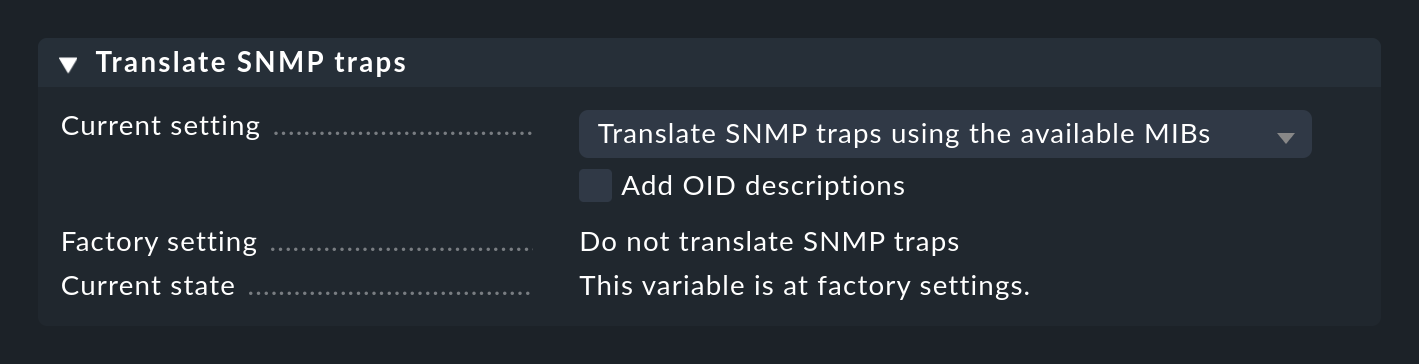 Translate SNMP traps
Current setting
Translate SNMP traps using the available MIBs
Add OID descriptions
Factory setting
Do not translate SNMP traps
Current state
This variable is at factory settings.